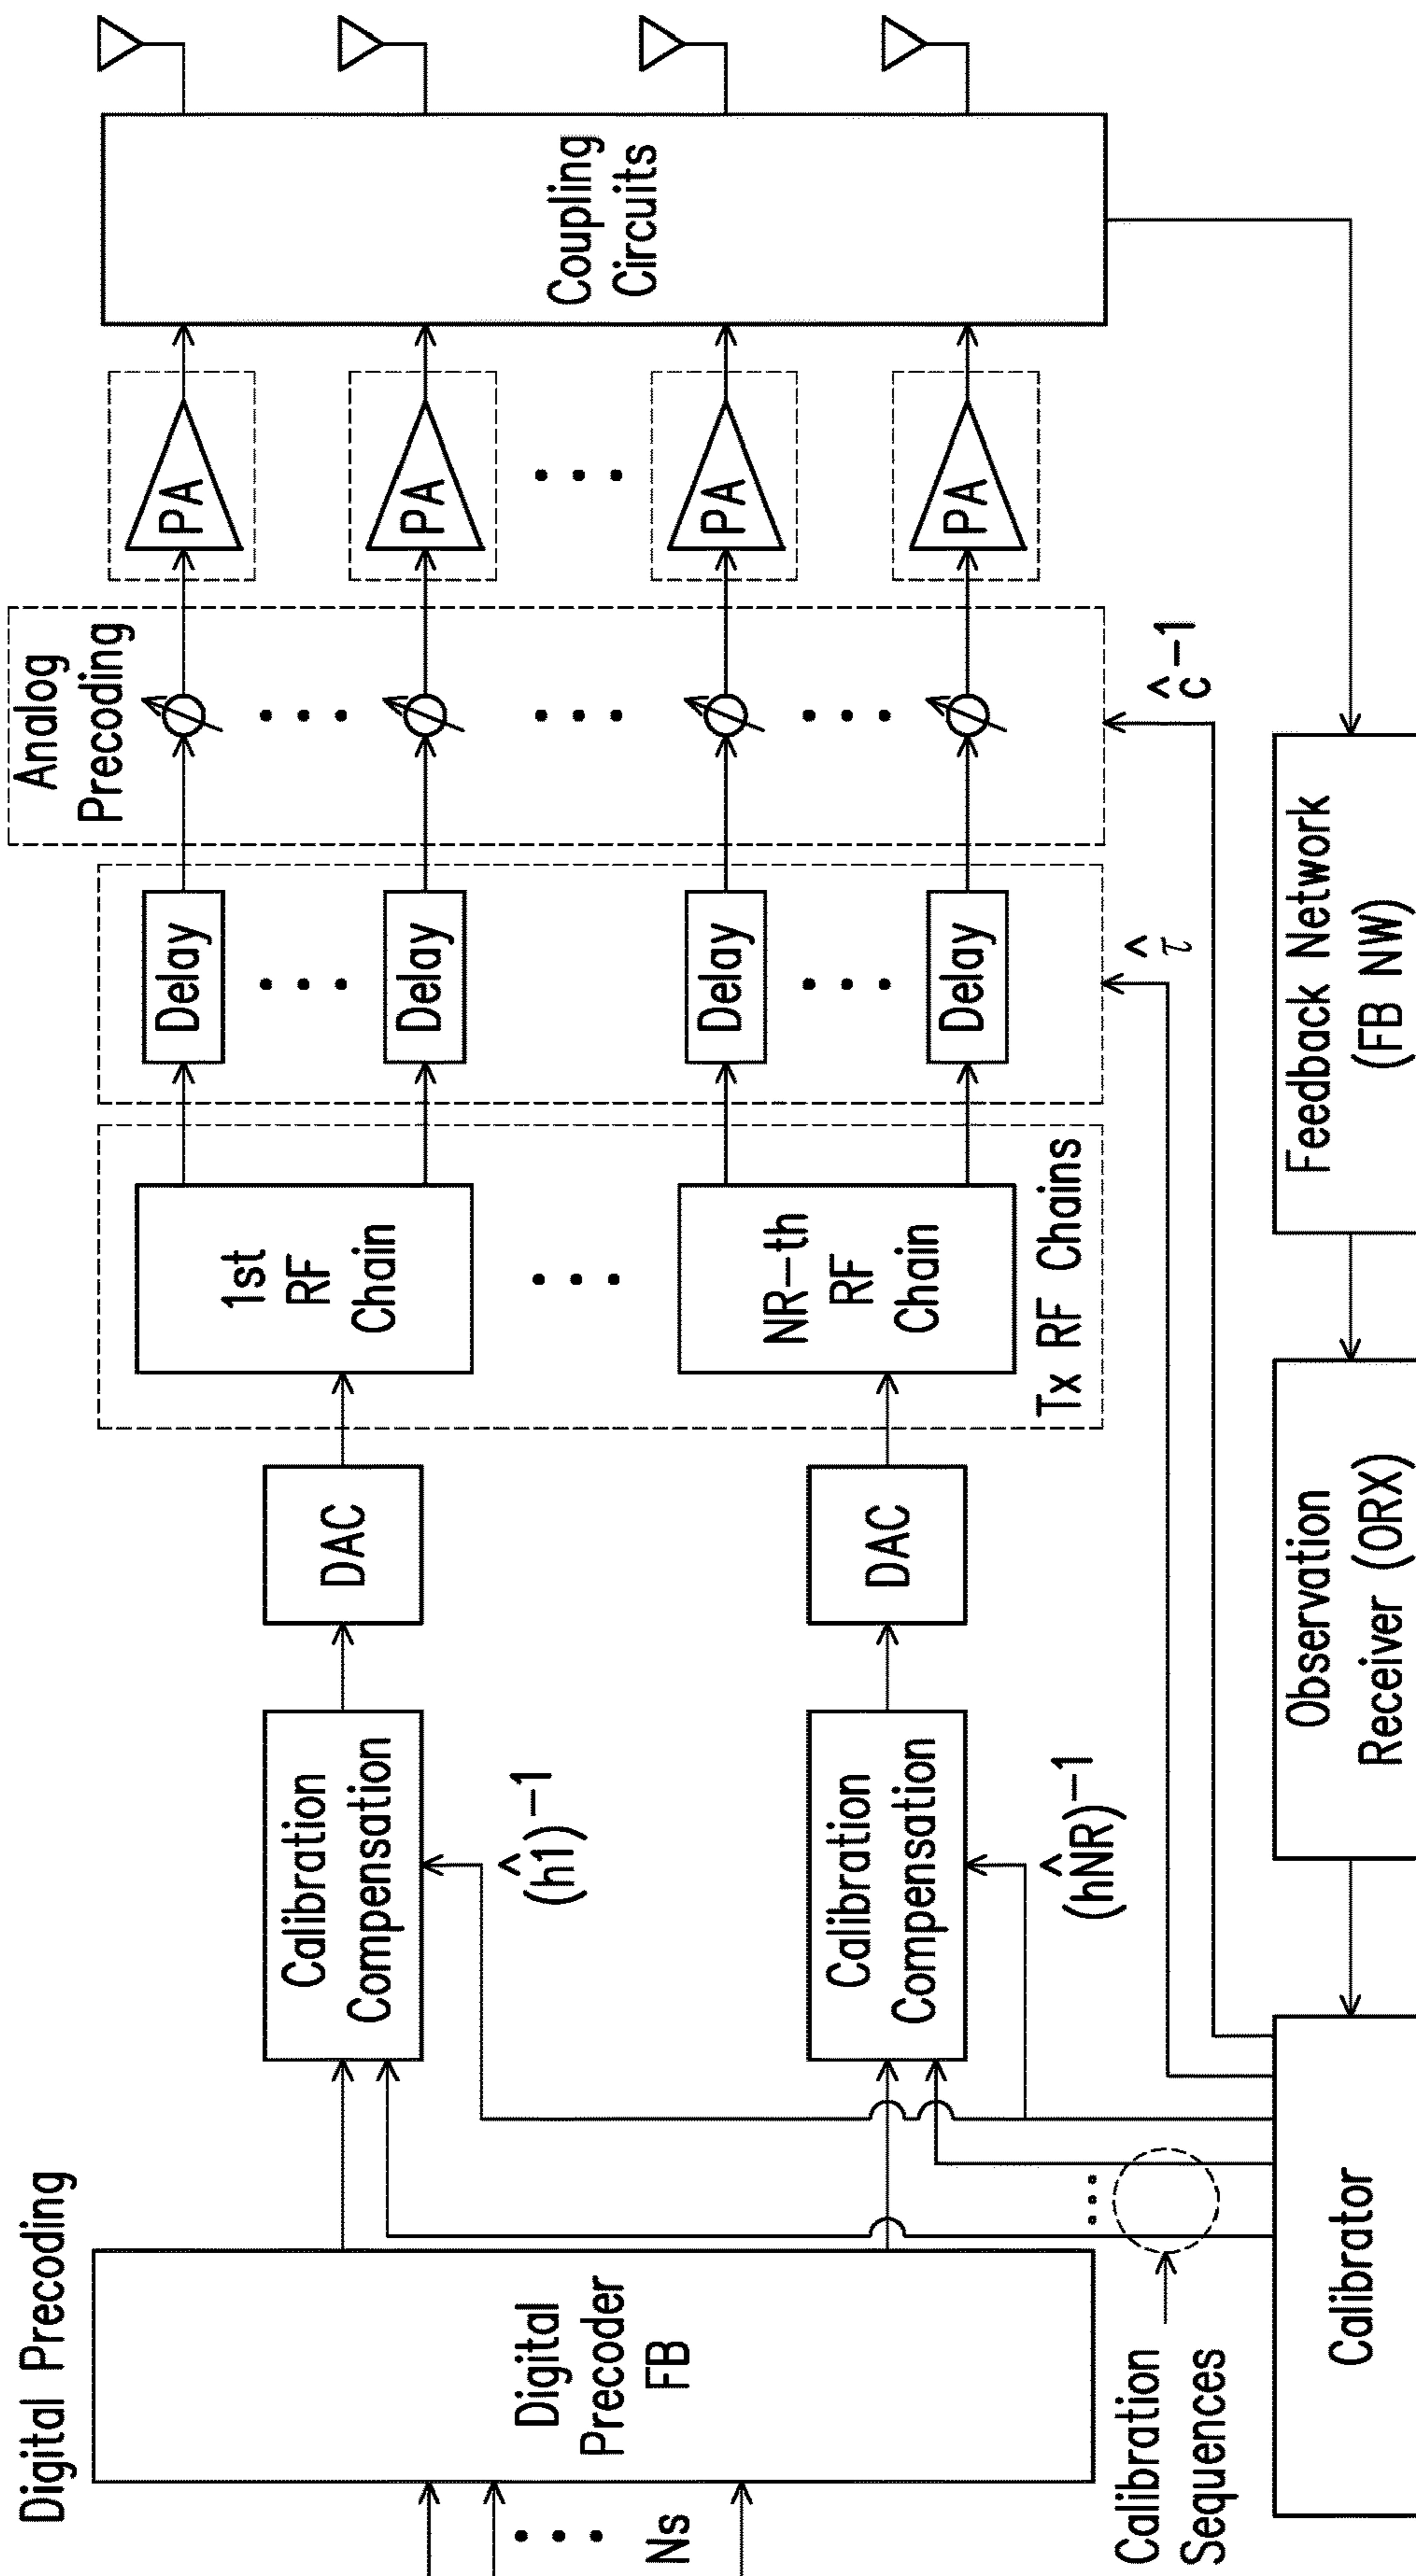 Digital Precoding
Ns
Digital
Precoder
FB
Calibration
Compensation
(ĥ1)-1
DAC
1st
RF
Chain
Calibration
Compensation
(ĥNR)-1
DAC
NR-th
RF
Chain
Tx RF Chains
Delay
Delay
Delay
Delay
τ̂
Analog
Precoding
ĉ-1
PA
PA
PA
PA
Coupling
Circuits
Calibration
Sequences
Calibrator
Observation
Receiver (ORX)
Feedback Network
(FB NW)